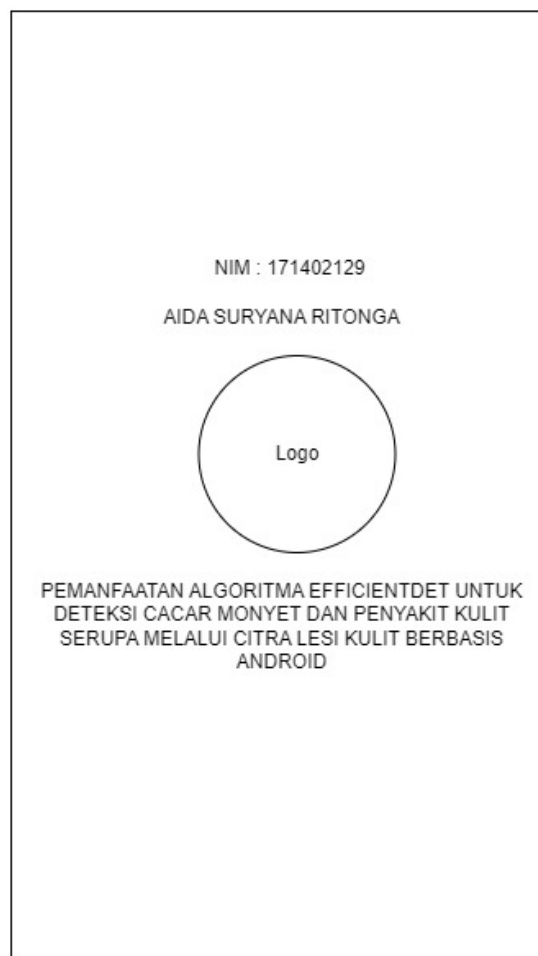 NIM : 171402129
AIDA SURYANA RITONGA
Logo
PEMANFAATAN ALGORITMA EFFICIENTDET UNTUK
DETEKSI CACAR MONYET DAN PENYAKIT KULIT
SERUPA MELALUI CITRA LESI KULIT BERBASIS
ANDROID